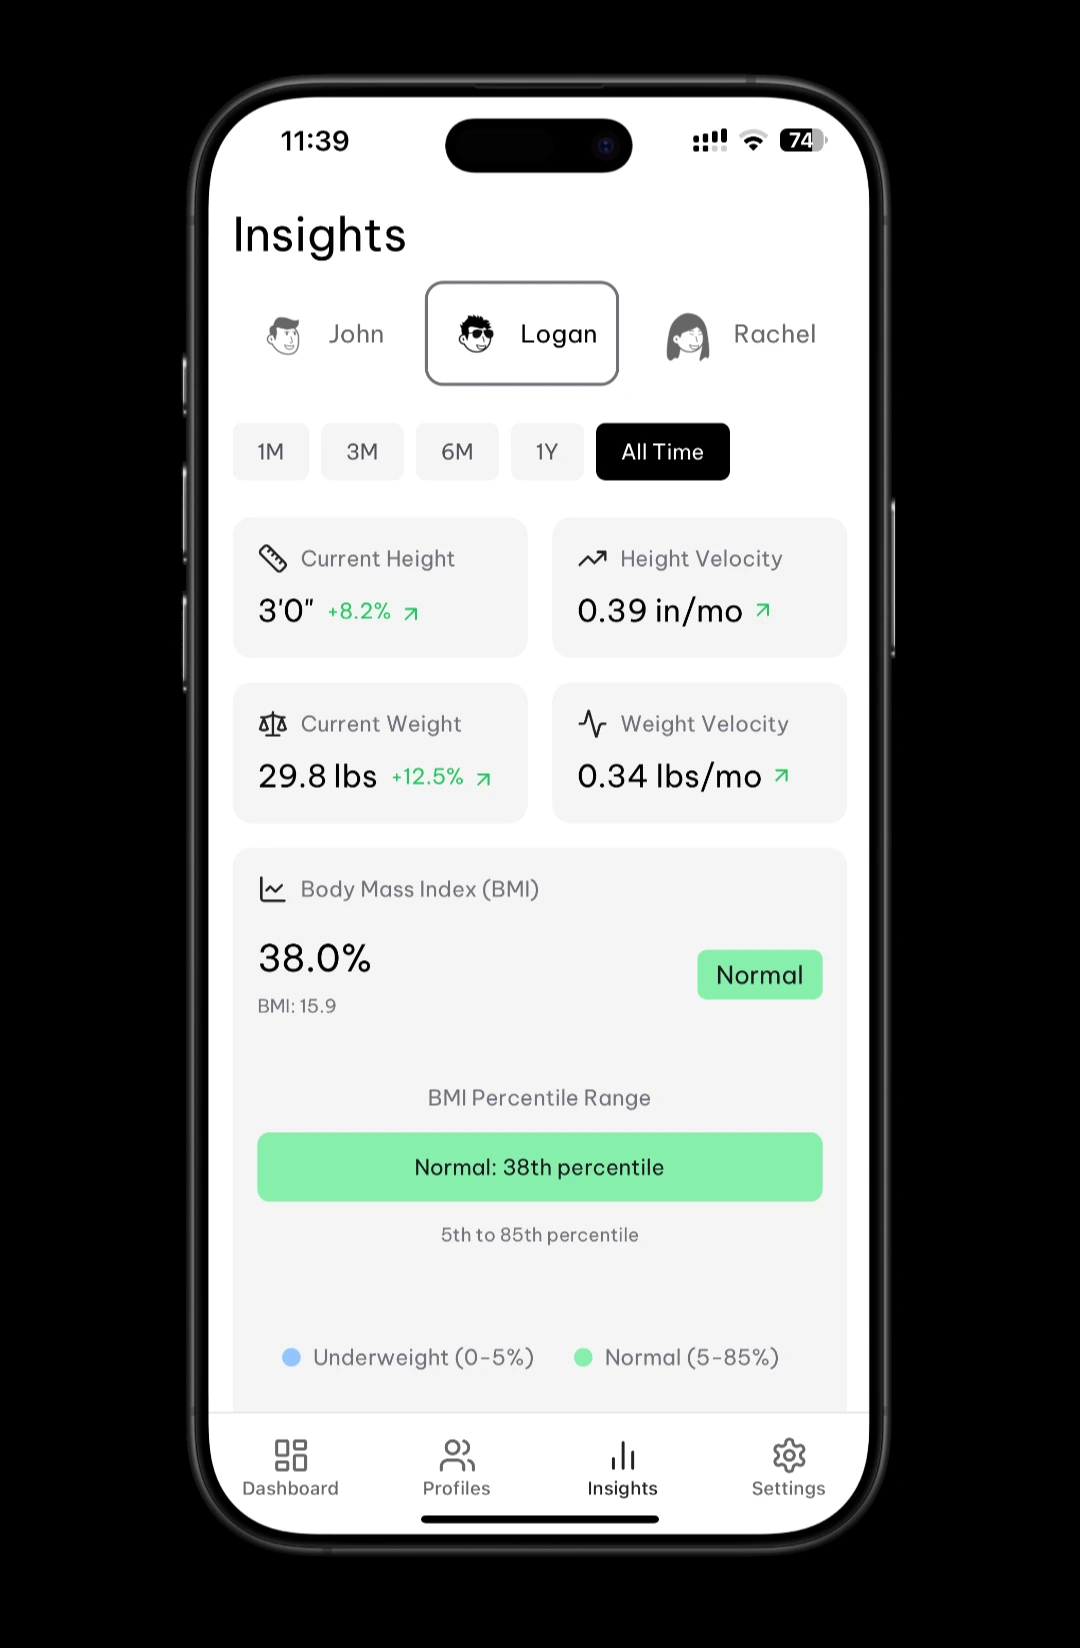 11:39
74
Insights
John
Logan
Rachel
1M
3M
6M
1Y
All Time
Current Height
3'0" +8.2%
Height Velocity
0.39 in/mo
Current Weight
29.8 lbs +12.5%
Weight Velocity
0.34 lbs/mo
Body Mass Index (BMI)
38.0%
BMI: 15.9
Normal
BMI Percentile Range
Normal: 38th percentile
5th to 85th percentile
Underweight (0-5%)
Normal (5-85%)
Dashboard
Profiles
Insights
Settings